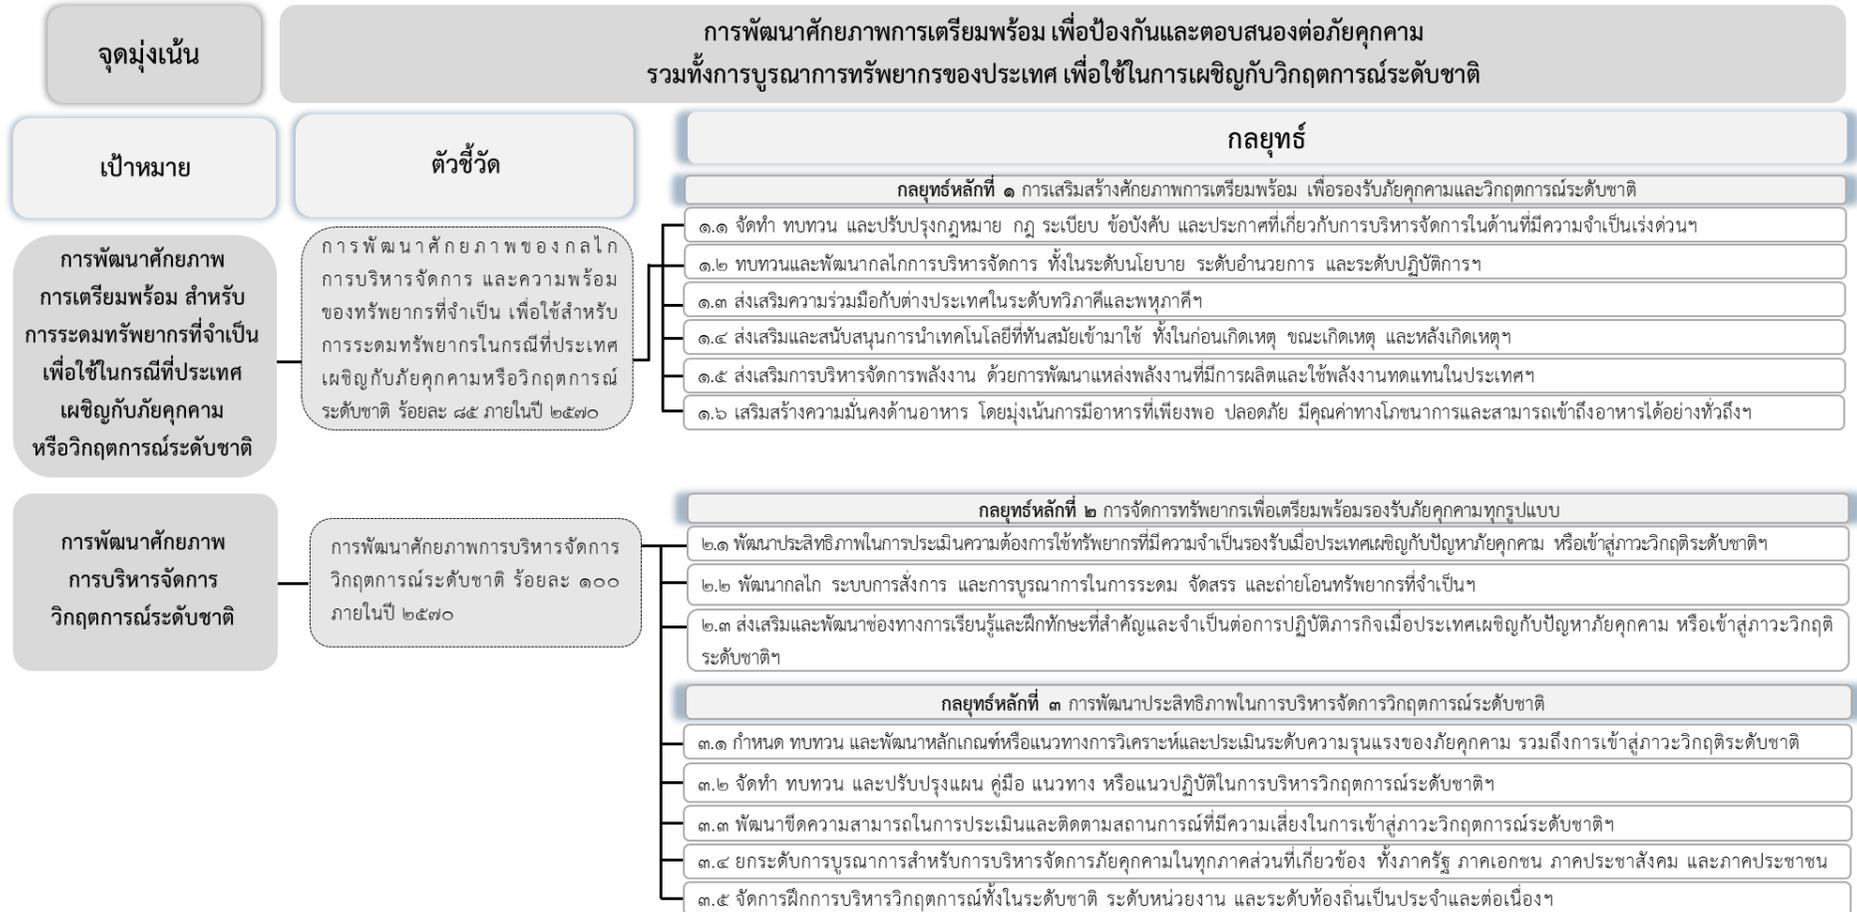 จุดมุ่งเน้น
การพัฒนาศักยภาพการเตรียมพร้อม เพื่อป้องกันและตอบสนองต่อภัยคุกคาม
รวมทั้งการบูรณาการทรัพยากรของประเทศ เพื่อใช้ในการเผชิญกับวิกฤตการณ์ระดับชาติ
เป้าหมาย
ตัวชี้วัด
กลยุทธ์
การพัฒนาศักยภาพ
การเตรียมพร้อม สำหรับ
การระดมทรัพยากรที่จำเป็น
เพื่อใช้ในกรณีที่ประเทศ
เผชิญกับภัยคุกคาม
หรือวิกฤตการณ์ระดับชาติ
การพัฒนาศักยภาพของกลไก
การบริหารจัดการ และความพร้อม
ของทรัพยากรที่จำเป็น เพื่อใช้สำหรับ
การระดมทรัพยากรในกรณีที่ประเทศ
เผชิญกับภัยคุกคามหรือวิกฤตการณ์
ระดับชาติ ร้อยละ ๘๕ ภายในปี ๒๕๗๐
กลยุทธ์หลักที่ ๑ การเสริมสร้างศักยภาพการเตรียมพร้อม เพื่อรองรับภัยคุกคามและวิกฤตการณ์ระดับชาติ
๑.๑ จัดทำ ทบทวน และปรับปรุงกฎหมาย กฎ ระเบียบ ข้อบังคับ และประกาศที่เกี่ยวกับการบริหารจัดการในด้านที่มีความจำเป็นเร่งด่วนฯ
๑.๒ ทบทวนและพัฒนากลไกการบริหารจัดการ ทั้งในระดับนโยบาย ระดับอำนวยการ และระดับปฏิบัติการฯ
๑.๓ ส่งเสริมความร่วมมือกับต่างประเทศในระดับทวิภาคีและพหุภาคีฯ
๑.๔ ส่งเสริมและสนับสนุนการนำเทคโนโลยีที่ทันสมัยเข้ามาใช้ ทั้งในก่อนเกิดเหตุ ขณะเกิดเหตุ และหลังเกิดเหตุฯ
๑.๕ ส่งเสริมการบริหารจัดการพลังงาน ด้วยการพัฒนาแหล่งพลังงานที่มีการผลิตและใช้พลังงานทดแทนในประเทศฯ
๑.๖ เสริมสร้างความมั่นคงด้านอาหาร โดยมุ่งเน้นการมีอาหารที่เพียงพอ ปลอดภัย มีคุณค่าทางโภชนาการและสามารถเข้าถึงอาหารได้อย่างทั่วถึงฯ
การพัฒนาศักยภาพ
การบริหารจัดการ
วิกฤตการณ์ระดับชาติ
การพัฒนาศักยภาพการบริหารจัดการ
วิกฤตการณ์ระดับชาติ ร้อยละ ๑๐๐
ภายในปี ๒๕๗๐
กลยุทธ์หลักที่ ๒ การจัดการทรัพยากรเพื่อเตรียมพร้อมรองรับภัยคุกคามทุกรูปแบบ
๒.๑ พัฒนาประสิทธิภาพในการประเมินความต้องการใช้ทรัพยากรที่มีความจำเป็นรองรับเมื่อประเทศเผชิญกับปัญหาภัยคุกคาม หรือเข้าสู่ภาวะวิกฤติระดับชาติฯ
๒.๒ พัฒนากลไก ระบบการสั่งการ และการบูรณาการในการระดม จัดสรร และถ่ายโอนทรัพยากรที่จำเป็นฯ
๒.๓ ส่งเสริมและพัฒนาช่องทางการเรียนรู้และฝึกทักษะที่สำคัญและจำเป็นต่อการปฏิบัติภารกิจเมื่อประเทศเผชิญกับปัญหาภัยคุกคาม หรือเข้าสู่ภาวะวิกฤติ
ระดับชาติฯ
กลยุทธ์หลักที่ ๓ การพัฒนาประสิทธิภาพในการบริหารจัดการวิกฤตการณ์ระดับชาติ
๓.๑ กำหนด ทบทวน และพัฒนาหลักเกณฑ์หรือแนวทางการวิเคราะห์และประเมินระดับความรุนแรงของภัยคุกคาม รวมถึงการเข้าสู่ภาวะวิกฤติระดับชาติ
๓.๒ จัดทำ ทบทวน และปรับปรุงแผน คู่มือ แนวทาง หรือแนวปฏิบัติในการบริหารวิกฤตการณ์ระดับชาติฯ
๓.๓ พัฒนาขีดความสามารถในการประเมินและติดตามสถานการณ์ที่มีความเสี่ยงในการเข้าสู่ภาวะวิกฤตการณ์ระดับชาติฯ
๓.๔ ยกระดับการบูรณาการสำหรับการบริหารจัดการภัยคุกคามในทุกภาคส่วนที่เกี่ยวข้อง ทั้งภาครัฐ ภาคเอกชน ภาคประชาสังคม และภาคประชาชน
๓.๕ จัดการฝึกการบริหารวิกฤตการณ์ทั้งในระดับชาติ ระดับหน่วยงาน และระดับท้องถิ่นเป็นประจำและต่อเนื่องฯ